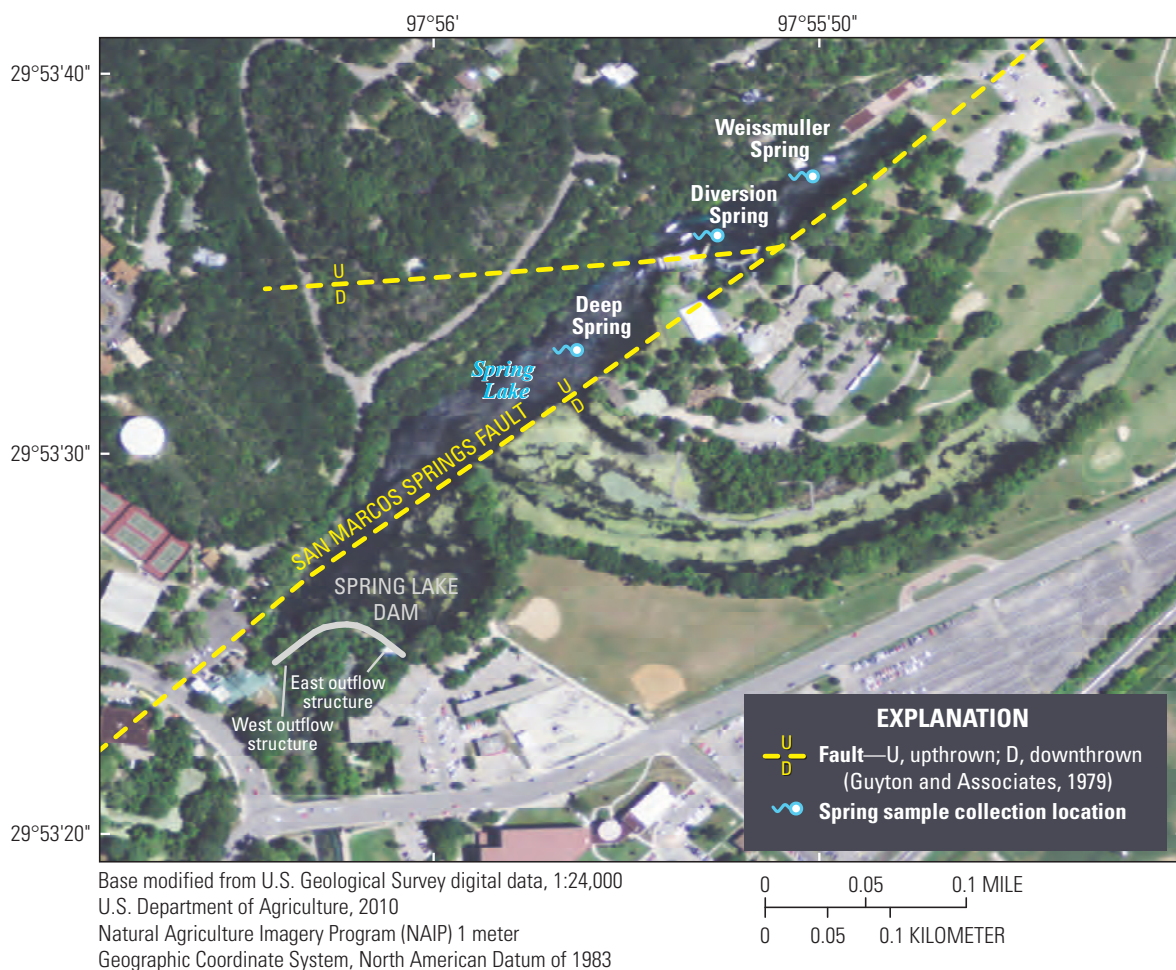 97°56' 97°55'50"
29°53'40"
Weissmuller
Spring
Diversion
Spring
U
D
Deep
Spring
Spring
Lake
U
D
29°53'30"
SAN MARCOS SPRINGS FAULT
SPRING LAKE
DAM
East outflow
structure
West outflow
structure
29°53'20"
EXPLANATION
U
D
Fault—U, upthrown; D, downthrown
(Guyton and Associates, 1979)
Spring sample collection location
Base modified from U.S. Geological Survey digital data, 1:24,000
U.S. Department of Agriculture, 2010
Natural Agriculture Imagery Program (NAIP) 1 meter
Geographic Coordinate System, North American Datum of 1983
0 0.05 0.1 MILE
0 0.05 0.1 KILOMETER